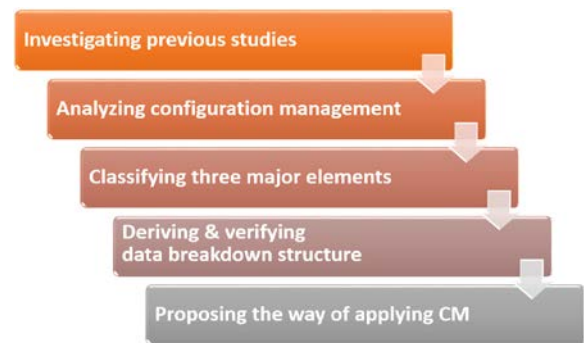 Investigating previous studies
Analyzing configuration management
Classifying three major elements
Deriving & verifying
data breakdown structure
Proposing the way of applying CM